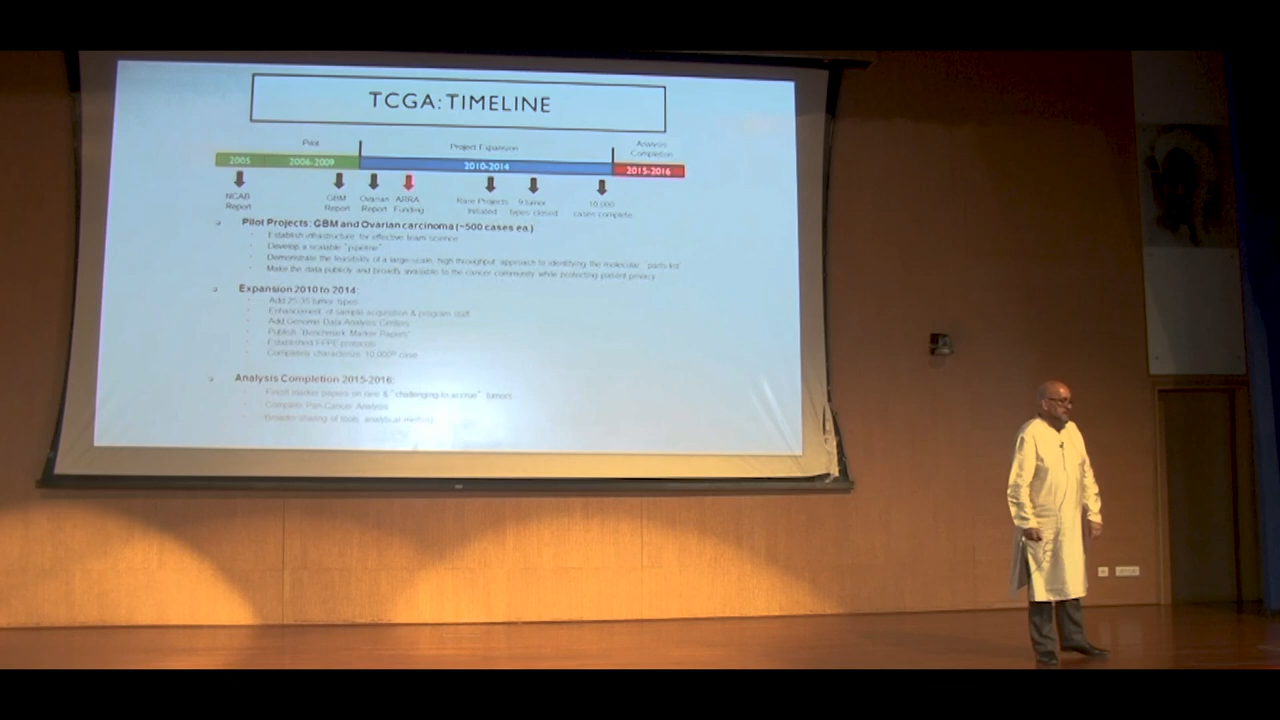 TCGA: TIMELINE
Pilot Project Expansion Analysis Completion
2005 2006-2009 2010-2014 2015-2016
NCAB Report
GBM Report
Ovarian Report
ARRA Funding
Rare Projects Initiated
9 tumor types closed
10,000 cases complete
Pilot Projects: GBM and Ovarian carcinoma (~500 cases ea.)
Establish infrastructure for effective team science
Develop a scalable "pipeline"
Demonstrate the feasibility of a large-scale, high throughput approach to identifying the molecular "parts list"
Make the data publicly and broadly available to the cancer community while protecting patient privacy
Expansion 2010 to 2014:
Add 25-35 tumor types
Enhancement of sample acquisition & program staff
Add Genome Data Analysis Centers
Publish "Benchmark Marker Papers"
Established FFPE protocols
Completely characterize 10,000th case
Analysis Completion 2015-2016:
Finish marker papers on rare & "challenging to accrue" tumors
Complete Pan-Cancer Analysis
Broader sharing of tools, analytical